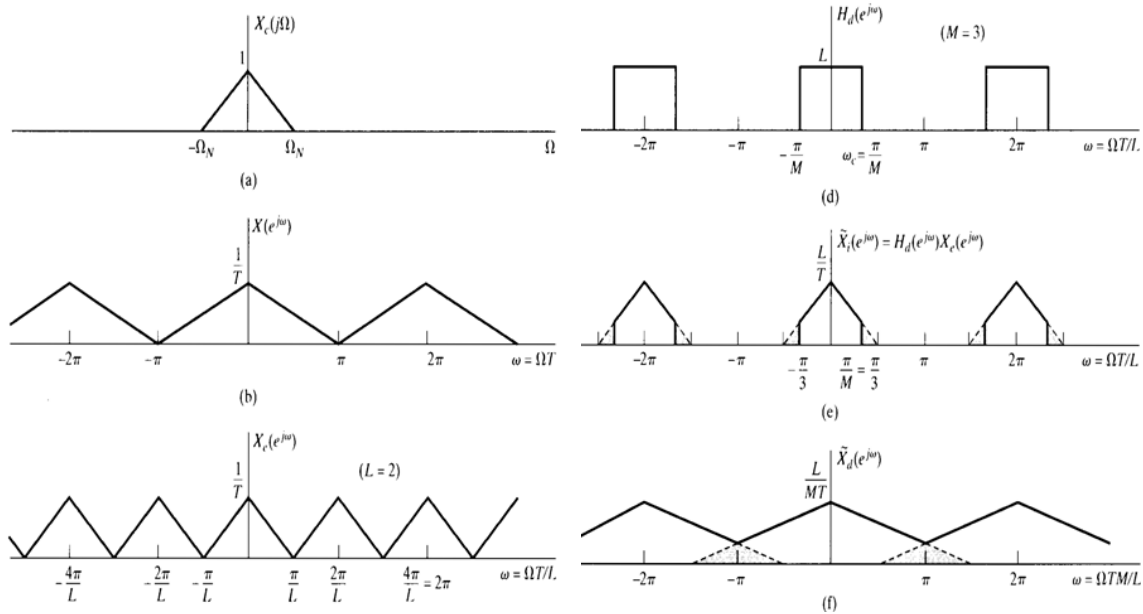 X_c(jΩ)
1
-Ω_N Ω_N Ω
(a)
X(e^{jω})
1/T
-2π -π π 2π ω = ΩT
(b)
X_e(e^{jω})
1/T (L = 2)
-4π/L -2π/L -π/L π/L 2π/L 4π/L = 2π ω = ΩT/L
H_d(e^{jω})
(M = 3)
L
-2π -π -π/M ω_c = π/M π 2π ω = ΩT/L
(d)
X̃_i(e^{jω}) = H_d(e^{jω})X_e(e^{jω})
L/T
-2π -π -π/3 π/M = π/3 π 2π ω = ΩT/L
(e)
X̃_d(e^{jω})
L/MT
-2π -π π 2π ω = ΩTM/L
(f)